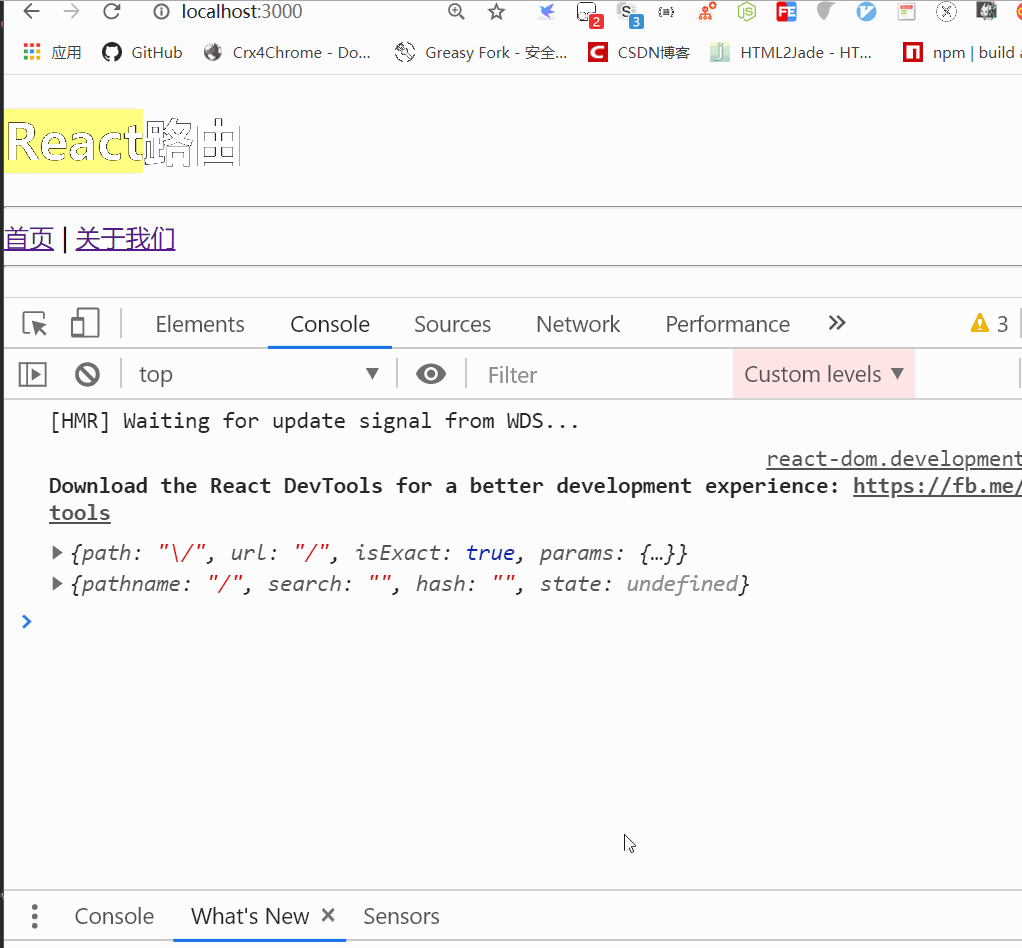 localhost:3000
2
3
应用 GitHub Crx4Chrome - Do... Greasy Fork - 安全... CSDN博客 HTML2Jade - HT... npm | build
React路由
首页 | 关于我们
Elements Console Sources Network Performance 3
top Filter Custom levels
[HMR] Waiting for update signal from WDS...
react-dom.development
Download the React DevTools for a better development experience: https://fb.me/
tools
{path: "\/", url: "/", isExact: true, params: {…}}
{pathname: "/", search: "", hash: "", state: undefined}
Console What's New × Sensors